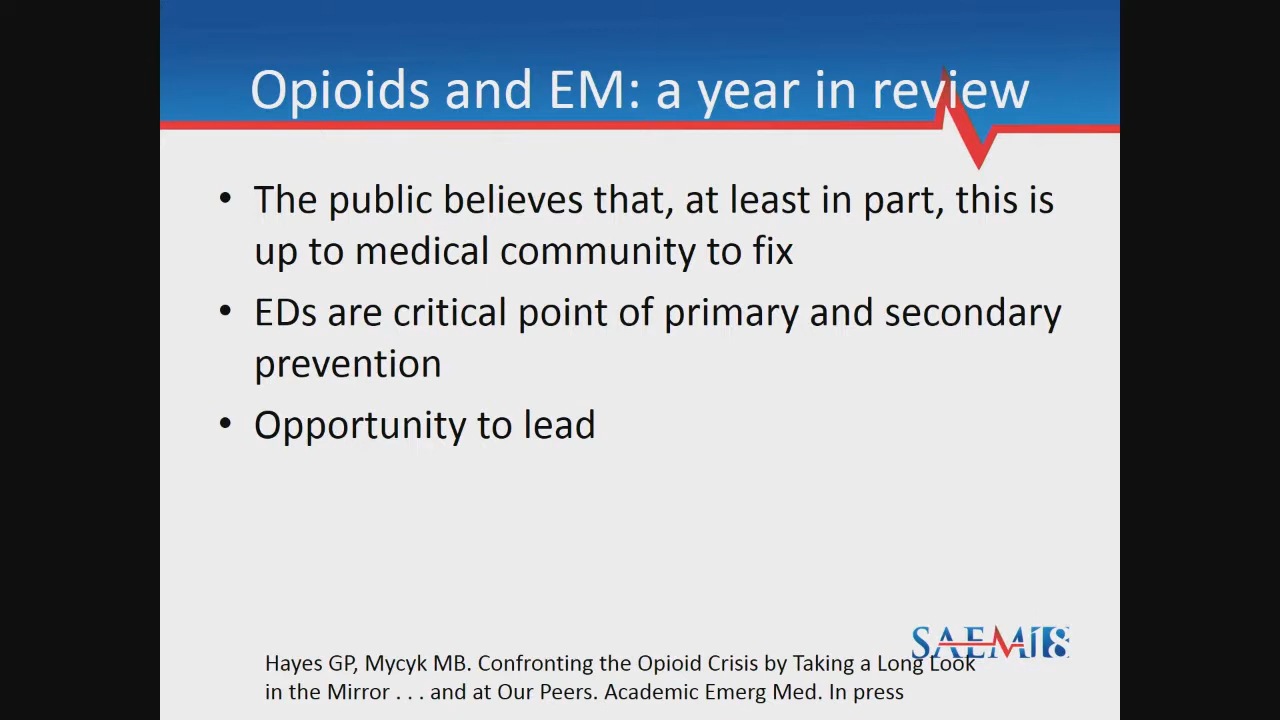 Opioids and EM: a year in review
• The public believes that, at least in part, this is
up to medical community to fix
• EDs are critical point of primary and secondary
prevention
• Opportunity to lead
SAEM18
Hayes GP, Mycyk MB. Confronting the Opioid Crisis by Taking a Long Look
in the Mirror . . . and at Our Peers. Academic Emerg Med. In press